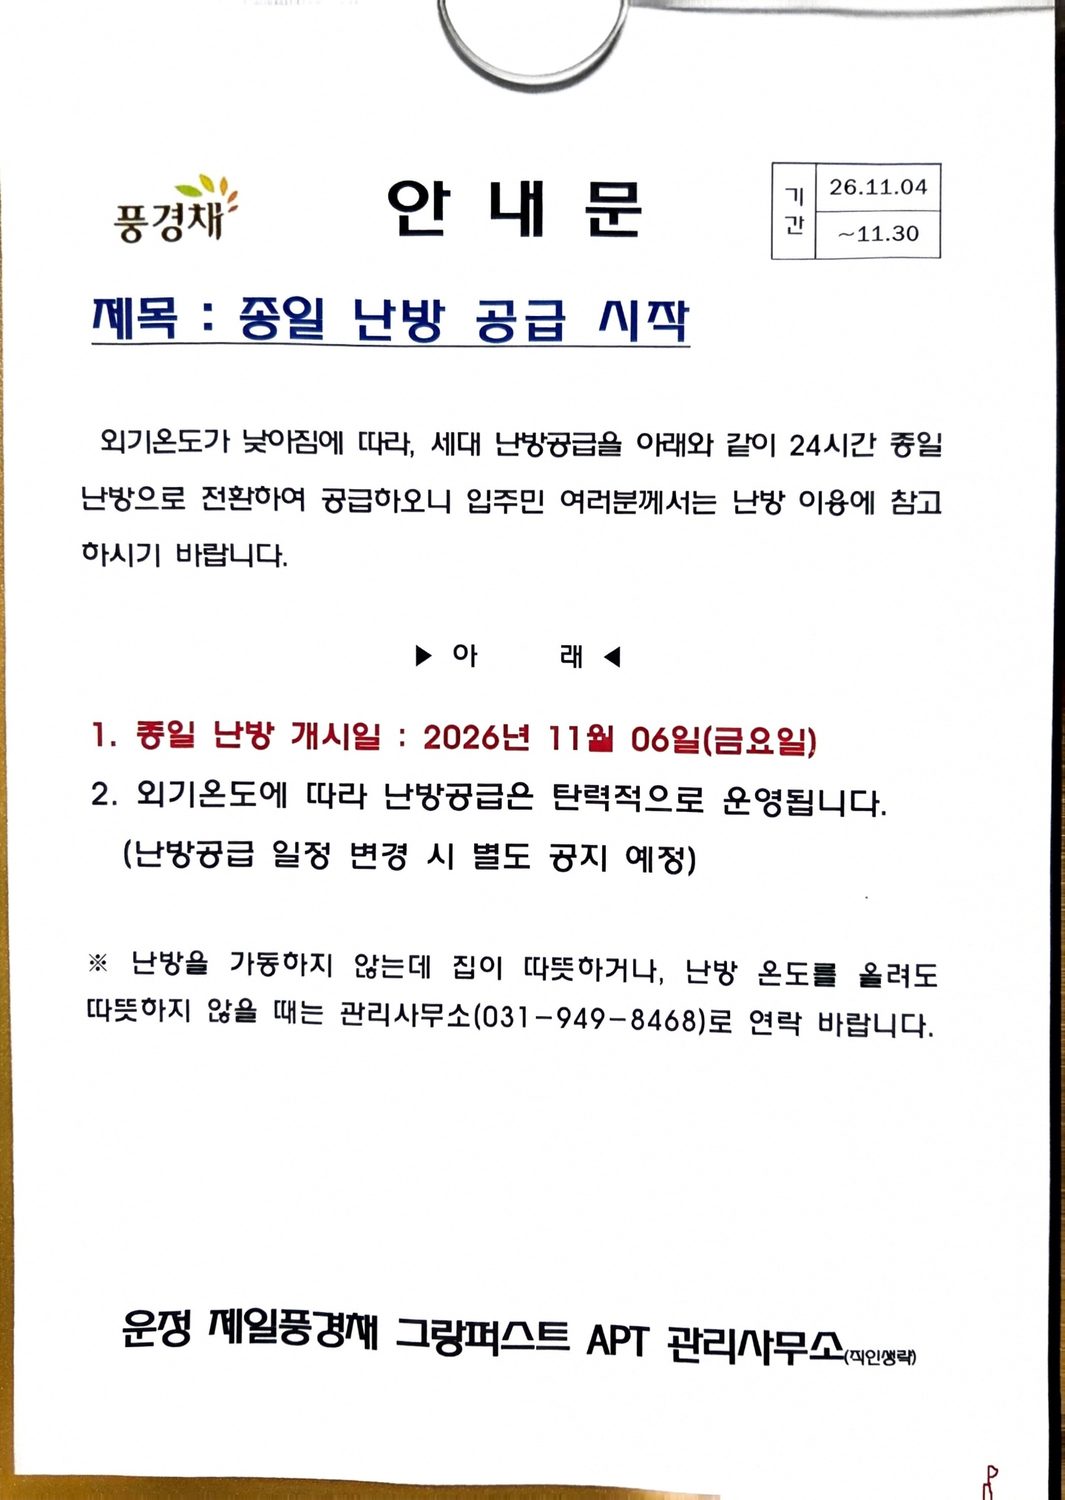 풍경채
안 내 문
기간
26.11.04
~11.30
제목 : 종일 난방 공급 시작
외기온도가 낮아짐에 따라, 세대 난방공급을 아래와 같이 24시간 종일
난방으로 전환하여 공급하오니 입주민 여러분께서는 난방 이용에 참고
하시기 바랍니다.
▶ 아 래 ◀
1. 종일 난방 개시일 : 2026년 11월 06일(금요일)
2. 외기온도에 따라 난방공급은 탄력적으로 운영됩니다.
(난방공급 일정 변경 시 별도 공지 예정)
※ 난방을 가동하지 않는데 집이 따뜻하거나, 난방 온도를 올려도
따뜻하지 않을 때는 관리사무소(031-949-8468)로 연락 바랍니다.
운정 제일풍경채 그랑퍼스트 APT 관리사무소(직인생략)